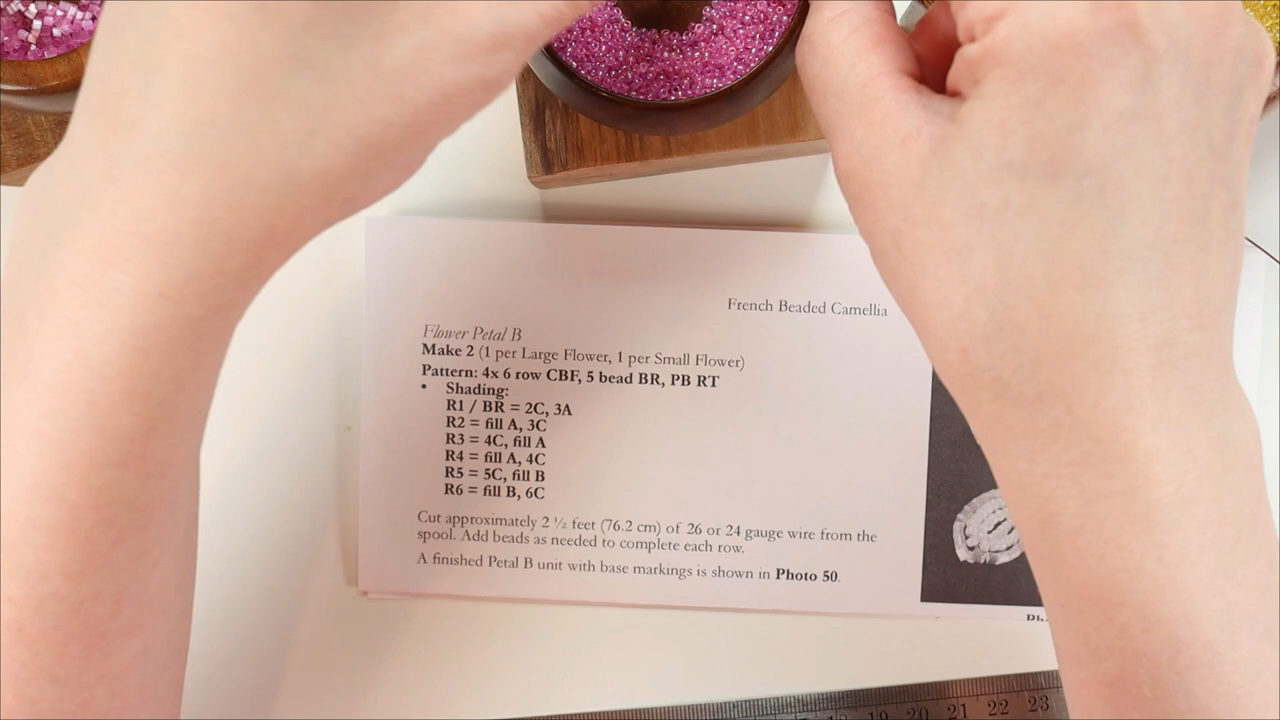 French Beaded Camellia
Flower Petal B
Make 2 (1 per Large Flower, 1 per Small Flower)
Pattern: 4x 6 row CBF, 5 bead BR, PB RT
• Shading:
R1 / BR = 2C, 3A
R2 = fill A, 3C
R3 = 4C, fill A
R4 = fill A, 4C
R5 = 5C, fill B
R6 = fill B, 6C
Cut approximately 2 ½ feet (76.2 cm) of 26 or 24 gauge wire from the
spool. Add beads as needed to complete each row.
A finished Petal B unit with base markings is shown in Photo 50.
19 20 21 22 23